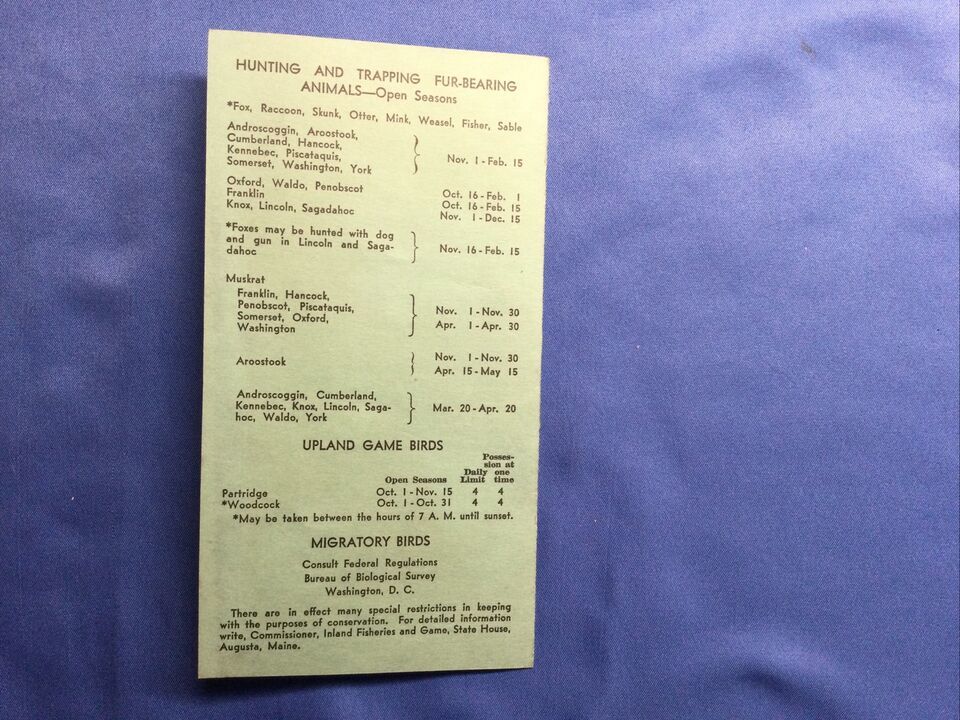 HUNTING AND TRAPPING FUR-BEARING
ANIMALS—Open Seasons
*Fox, Raccoon, Skunk, Otter, Mink, Weasel, Fisher, Sable
Androscoggin, Aroostook,
Cumberland, Hancock,
Kennebec, Piscataquis,
Somerset, Washington, York } Nov. 1 - Feb. 15
Oxford, Waldo, Penobscot Oct. 16 - Feb. 1
Franklin Oct. 16 - Feb. 15
Knox, Lincoln, Sagadahoc Nov. 1 - Dec. 15
*Foxes may be hunted with dog
and gun in Lincoln and Saga-
dahoc } Nov. 16 - Feb. 15
Muskrat
Franklin, Hancock,
Penobscot, Piscataquis, Nov. 1 - Nov. 30
Somerset, Oxford, } Apr. 1 - Apr. 30
Washington
Nov. 1 - Nov. 30
Aroostook } Apr. 15 - May 15
Androscoggin, Cumberland,
Kennebec, Knox, Lincoln, Saga- } Mar. 20 - Apr. 20
hoc, Waldo, York
UPLAND GAME BIRDS
Posses-
sion at
Daily one
Open Seasons Limit time
Partridge Oct. 1 - Nov. 15 4 4
*Woodcock Oct. 1 - Oct. 31 4 4
*May be taken between the hours of 7 A. M. until sunset.
MIGRATORY BIRDS
Consult Federal Regulations
Bureau of Biological Survey
Washington, D. C.
There are in effect many special restrictions in keeping
with the purposes of conservation. For detailed information
write, Commissioner, Inland Fisheries and Game, State House,
Augusta, Maine.